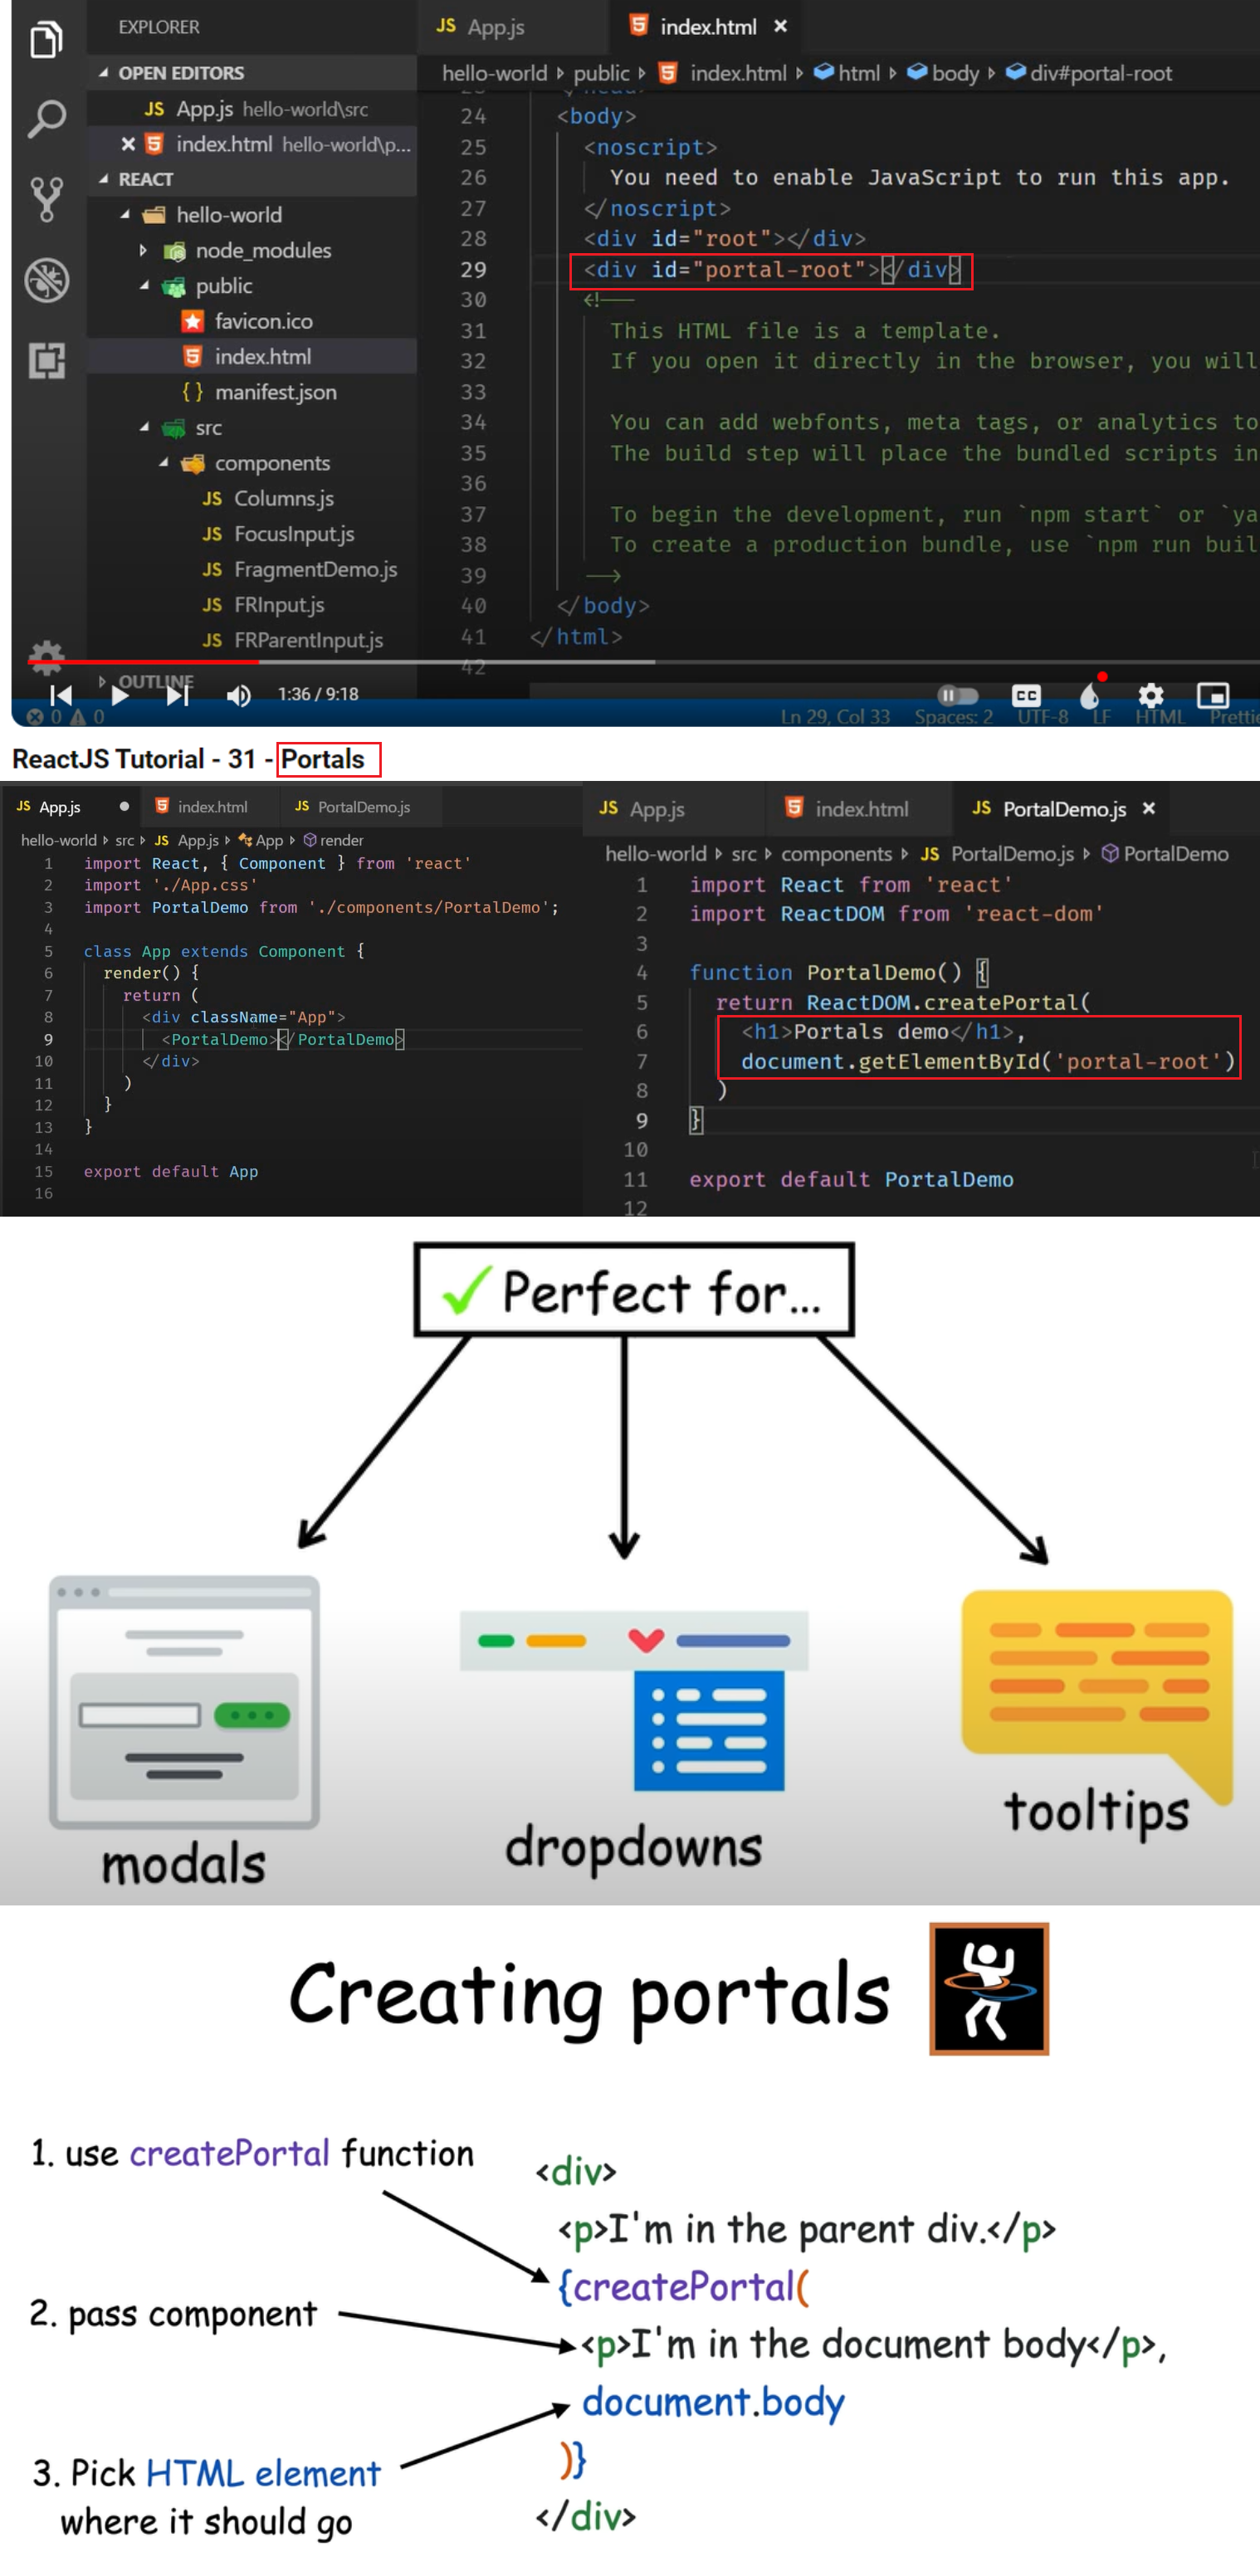 EXPLORER
JS App.js
index.html ×
OPEN EDITORS
JS App.js hello-world\src
× index.html hello-world\p...
REACT
hello-world
node_modules
public
favicon.ico
index.html
{ } manifest.json
src
components
JS Columns.js
JS FocusInput.js
JS FragmentDemo.js
JS FRInput.js
JS FRParentInput.js
OUTLINE
hello-world public index.html html body div#portal-root
24 <body>
25 <noscript>
26 You need to enable JavaScript to run this app.
27 </noscript>
28 <div id="root"></div>
29 <div id="portal-root"></div>
30 <!--
31 This HTML file is a template.
32 If you open it directly in the browser, you will
33
34 You can add webfonts, meta tags, or analytics to
35 The build step will place the bundled scripts in
36
37 To begin the development, run `npm start` or `ya
38 To create a production bundle, use `npm run buil
39 -->
40 </body>
41 </html>
42
1:36 / 9:18
CC
0 0
Ln 29, Col 33 Spaces: 2 UTF-8 LF HTML Prettie
ReactJS Tutorial - 31 - Portals
JS App.js index.html JS PortalDemo.js
hello-world src JS App.js App render
1 import React, { Component } from 'react'
2 import './App.css'
3 import PortalDemo from './components/PortalDemo';
4
5 class App extends Component {
6 render() {
7 return (
8 <div className="App">
9 <PortalDemo></PortalDemo>
10 </div>
11 )
12 }
13 }
14
15 export default App
16
JS App.js index.html JS PortalDemo.js ×
hello-world src components JS PortalDemo.js PortalDemo
1 import React from 'react'
2 import ReactDOM from 'react-dom'
3
4 function PortalDemo() {
5 return ReactDOM.createPortal(
6 <h1>Portals demo</h1>,
7 document.getElementById('portal-root')
8 )
9 }
10
11 export default PortalDemo
12
Perfect for...
modals
dropdowns
tooltips
Creating portals
1. use createPortal function
2. pass component
3. Pick HTML element
where it should go
<div>
<p>I'm in the parent div.</p>
{createPortal(
<p>I'm in the document body</p>,
document.body
)}
</div>